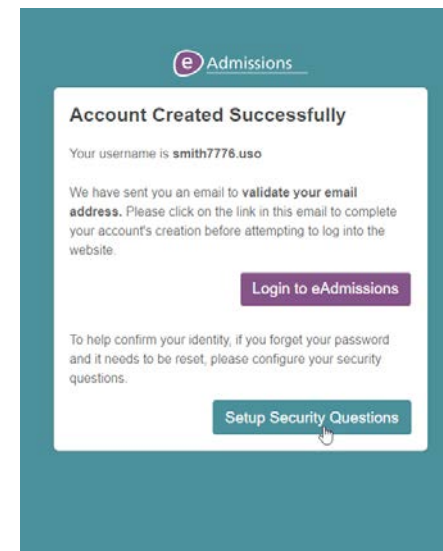 e Admissions
Account Created Successfully
Your username is smith7776.uso
We have sent you an email to validate your email
address. Please click on the link in this email to complete
your account's creation before attempting to log into the
website.
Login to eAdmissions
To help confirm your identity, if you forget your password
and it needs to be reset, please configure your security
questions.
Setup Security Questions